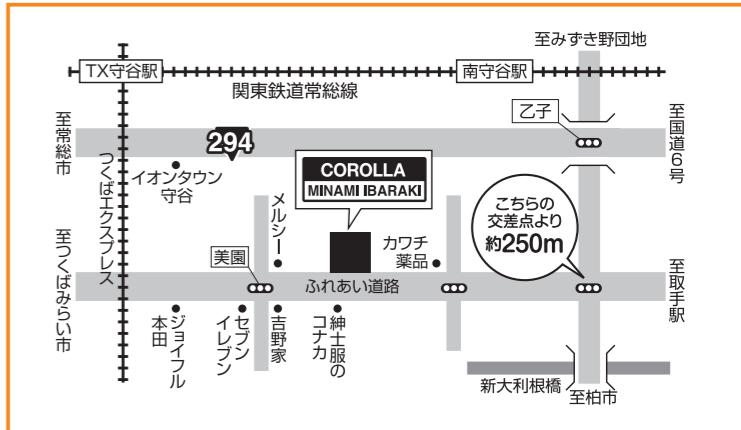 至みずき野団地
TX守谷駅
南守谷駅
関東鉄道常総線
乙子
至常総市
294
至国道6号
つくばエクスプレス
イオンタウン
守谷
COROLLA
MINAMI IBARAKI
メルシー
カワチ
薬品
こちらの
交差点より
約250m
美園
至つくばみらい市
ふれあい道路
至取手駅
ジョイフル
本田
セブン
イレブン
吉野家
紳士服の
コナカ
新大利根橋
至柏市